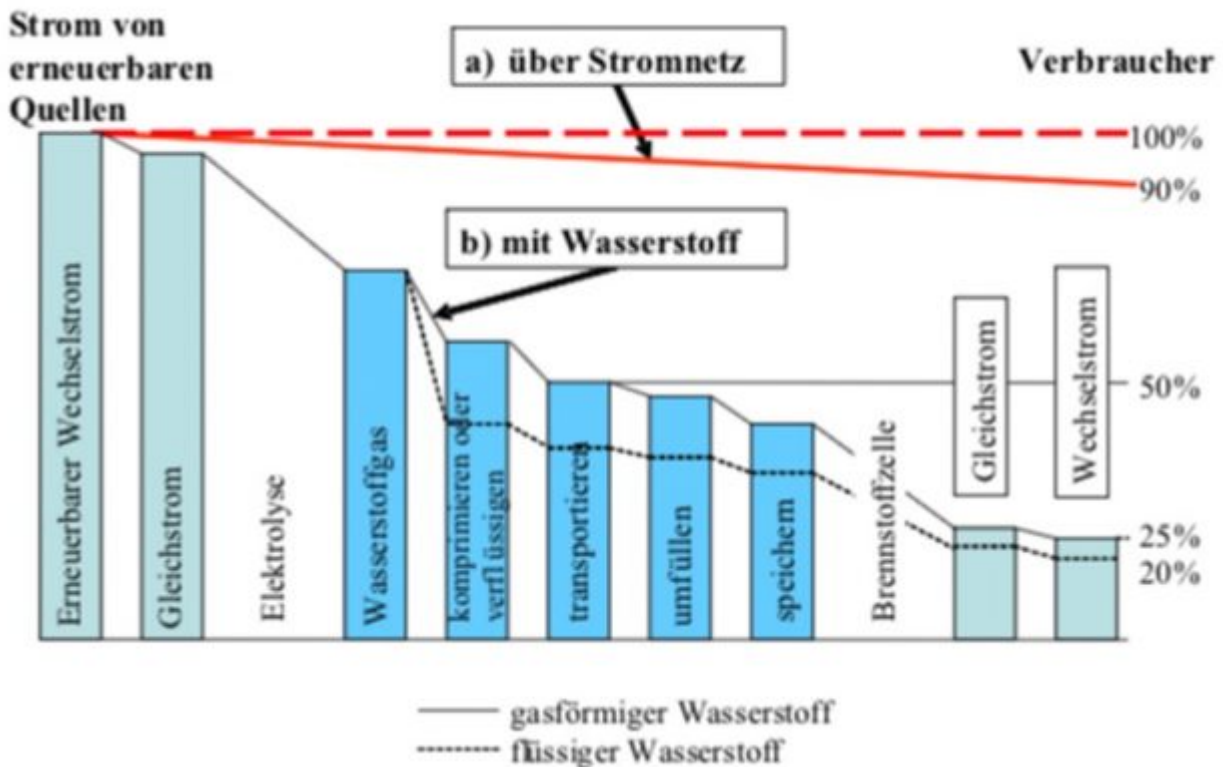 Strom von
erneuerbaren
Quellen
a) über Stromnetz
Verbraucher
100%
90%
b) mit Wasserstoff
50%
25%
20%
Erneuerbarer Wechselstrom
Gleichstrom
Elektrolyse
Wasserstoffgas
komprimieren oder
verflüssigen
transportieren
umfüllen
speichern
Brennstoffzelle
Gleichstrom
Wechselstrom
gasförmiger Wasserstoff
flüssiger Wasserstoff